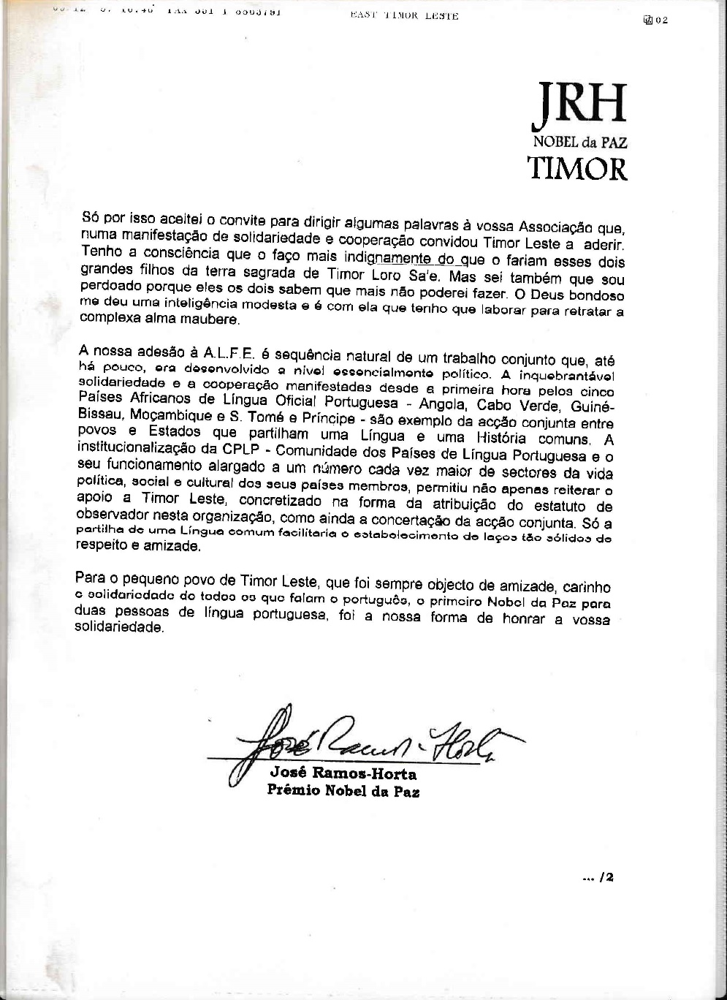 EAST TIMOR LESTE
02
JRH
NOBEL da PAZ
TIMOR
Só por isso aceitei o convite para dirigir algumas palavras à vossa Associação que,
numa manifestação de solidariedade e cooperação convidou Timor Leste a aderir.
Tenho a consciência que o faço mais indignamente do que o fariam esses dois
grandes filhos da terra sagrada de Timor Loro Sa'e. Mas sei também que sou
perdoado porque eles os dois sabem que mais não poderei fazer. O Deus bondoso
me deu uma inteligência modesta e é com ela que tenho que laborar para retratar a
complexa alma maubere.
A nossa adesão à A.L.F.E. é sequência natural de um trabalho conjunto que, até
há pouco, era desenvolvido a nível essencialmente político. A inquebrantável
solidariedade e a cooperação manifestadas desde a primeira hora pelos cinco
Países Africanos de Língua Oficial Portuguesa - Angola, Cabo Verde, Guiné-
Bissau, Moçambique e S. Tomé e Príncipe - são exemplo da acção conjunta entre
povos e Estados que partilham uma Língua e uma História comuns. A
institucionalização da CPLP - Comunidade dos Países de Língua Portuguesa e o
seu funcionamento alargado a um número cada vez maior de sectores da vida
política, social e cultural dos seus países membros, permitiu não apenas reiterar o
apoio a Timor Leste, concretizado na forma da atribuição do estatuto de
observador nesta organização, como ainda a concertação da acção conjunta. Só a
partilha de uma Língua comum facilitaria o estabelecimento de laços tão sólidos de
respeito e amizade.
Para o pequeno povo de Timor Leste, que foi sempre objecto de amizade, carinho
e solidariedade de todos os que falam o português, o primeiro Nobel da Paz para
duas pessoas de língua portuguesa, foi a nossa forma de honrar a vossa
solidariedade.
José Ramos-Horta
José Ramos-Horta
Prémio Nobel da Paz
... /2